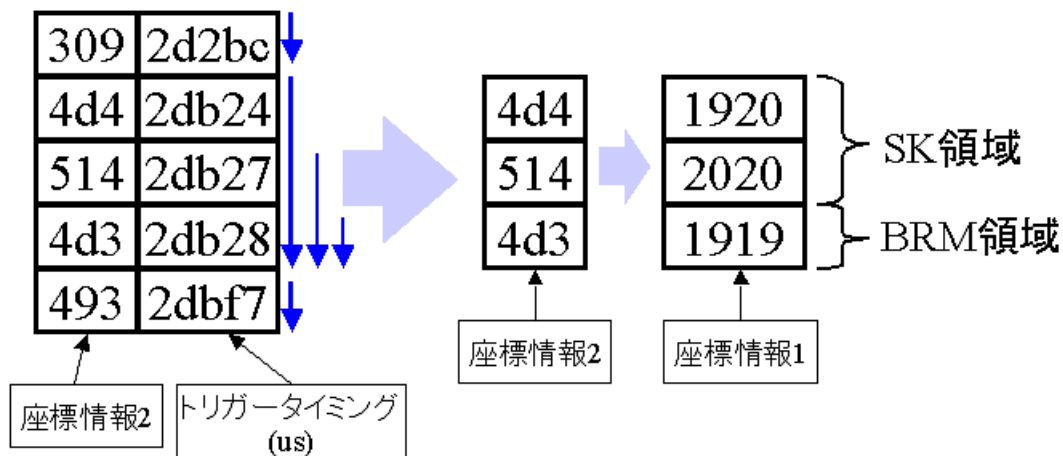 309 2d2bc
4d4 2db24
514 2db27
4d3 2db28
493 2dbf7
座標情報2
トリガータイミング
(us)
4d4
514
4d3
座標情報2
1920
2020
1919
座標情報1
SK領域
BRM領域